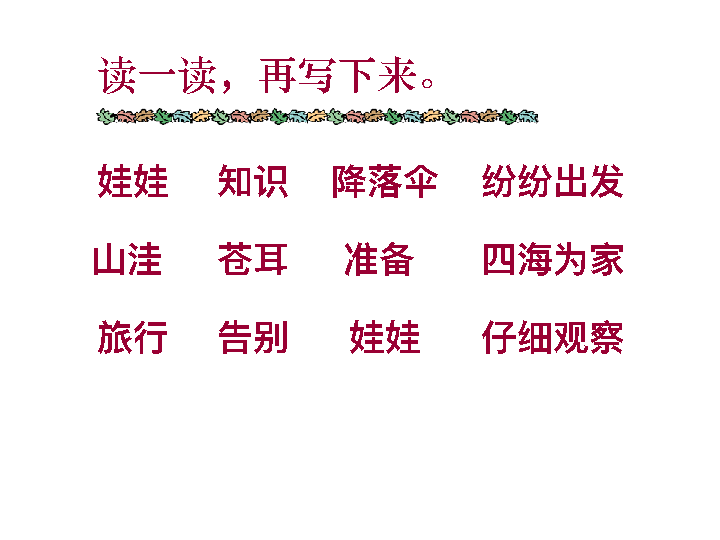 读一读，再写下来。
娃娃 知识 降落伞 纷纷出发
山洼 苍耳 准备 四海为家
旅行 告别 娃娃 仔细观察